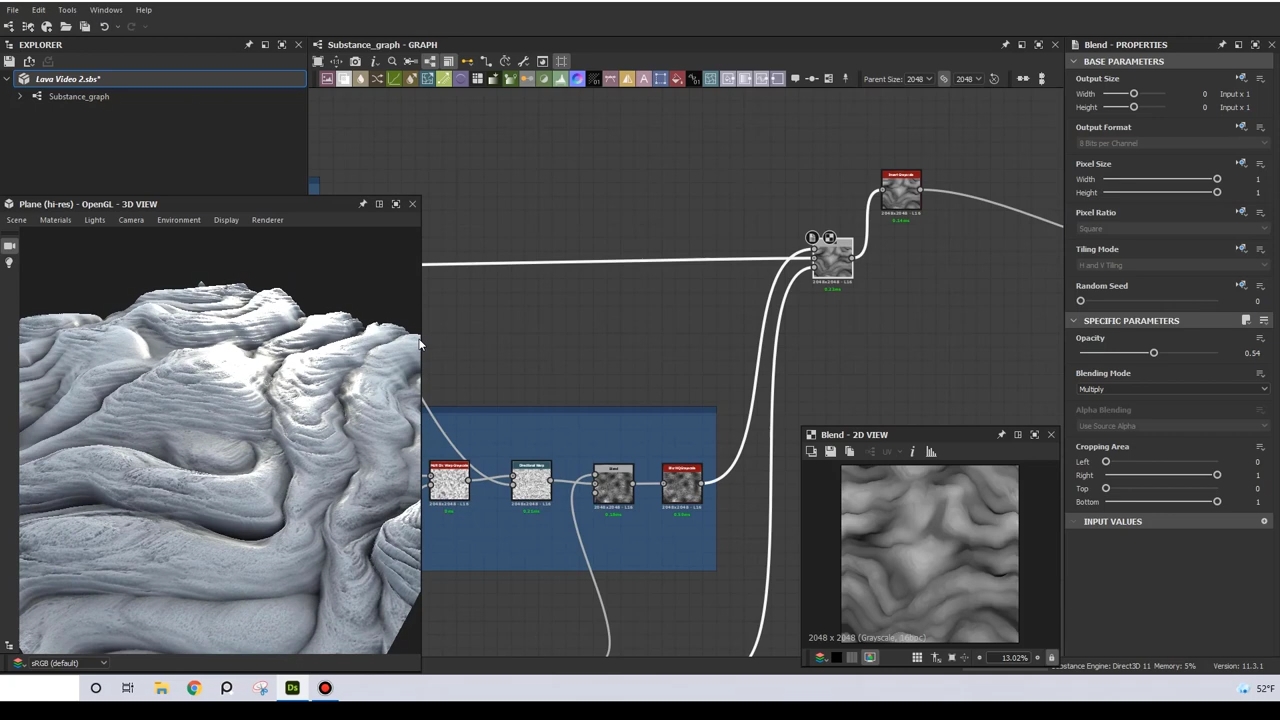 File Edit Tools Windows Help
EXPLORER
Lava Video 2.sbs*
Substance_graph
Substance_graph - GRAPH
Parent Size: 2048 2048
Plane (hi-res) - OpenGL - 3D VIEW
Scene Materials Lights Camera Environment Display Renderer
sRGB (default)
Blend - 2D VIEW
UV
2048 x 2048 (Grayscale, 16bpc)
13.02%
Blend - PROPERTIES
BASE PARAMETERS
Output Size
Width 0 Input x 1
Height 0 Input x 1
Output Format
8 Bits per Channel
Pixel Size
Width 1
Height 1
Pixel Ratio
Square
Tiling Mode
H and V Tiling
Random Seed
0
SPECIFIC PARAMETERS
Opacity
0.54
Blending Mode
Multiply
Alpha Blending
Use Source Alpha
Cropping Area
Left 0
Right 1
Top 0
Bottom 1
INPUT VALUES
Substance Engine: Direct3D 11 Memory: 5% Version: 11.3.1
Ds
52°F